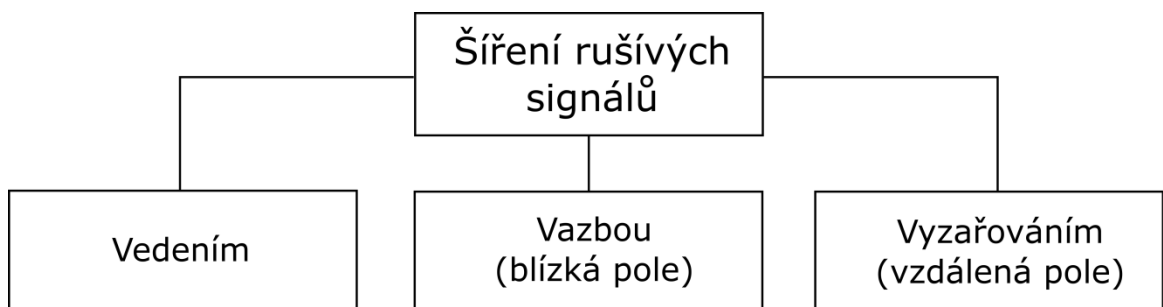 Šíření rušívých
signálů
Vedením
Vazbou
(blízká pole)
Vyzařováním
(vzdálená pole)